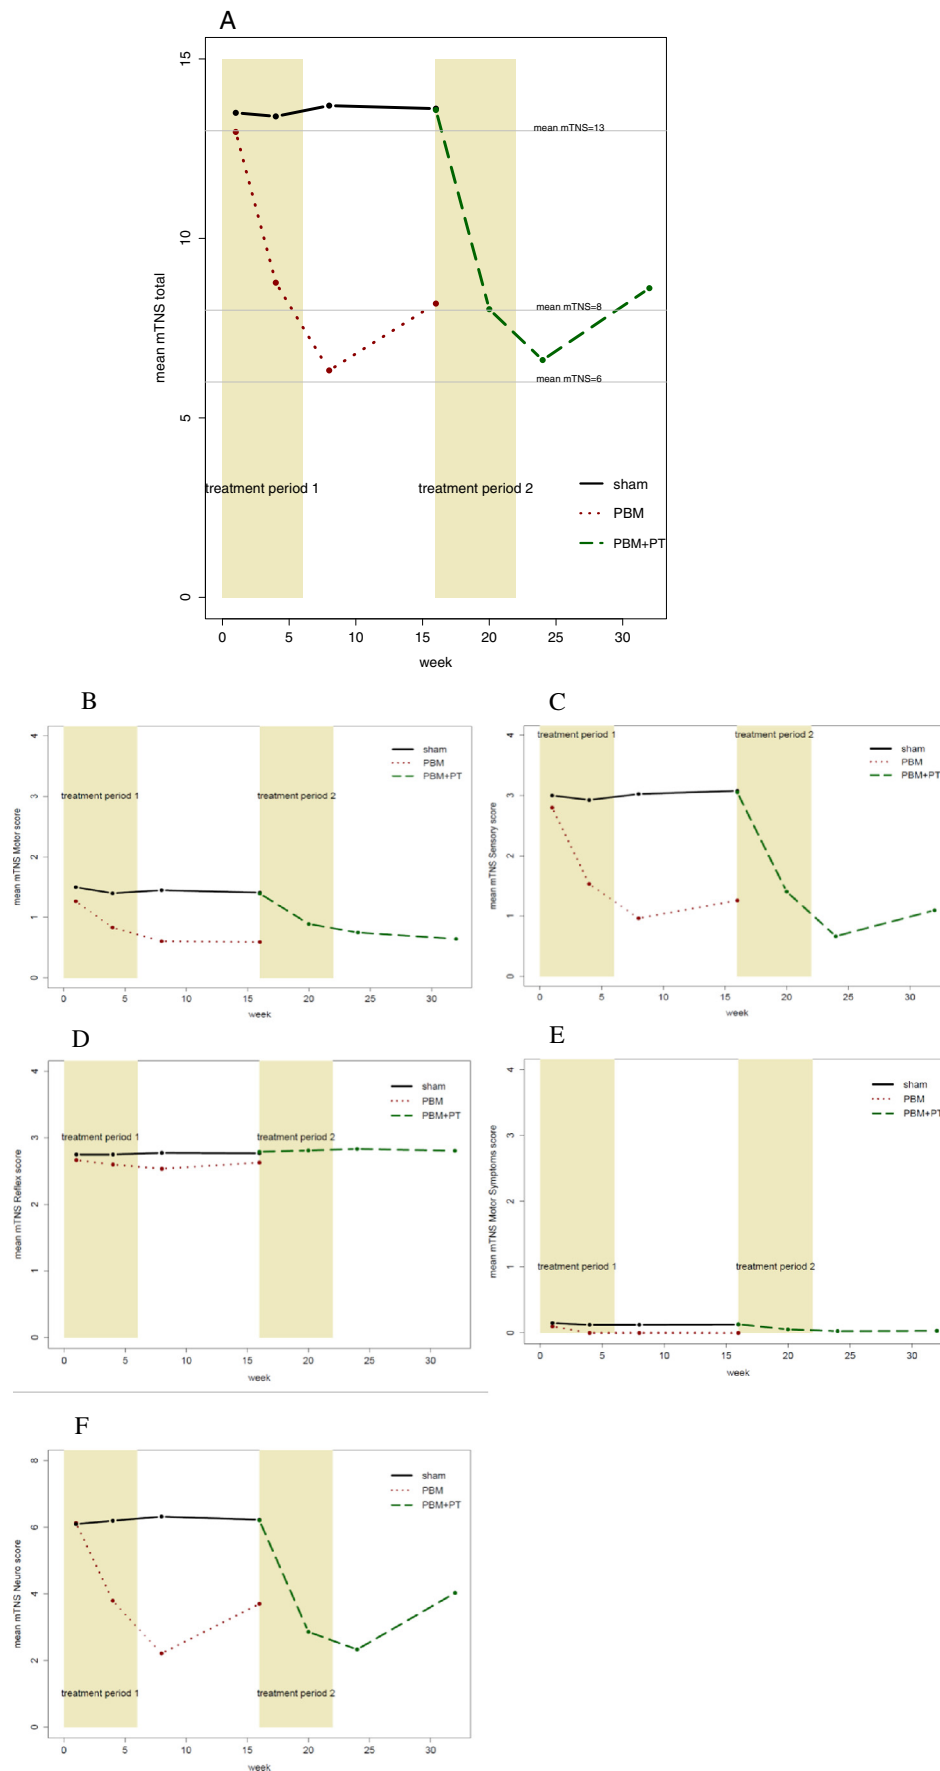 A
mean mTNS total
15
10
5
0
mean mTNS=13
mean mTNS=8
mean mTNS=6
treatment period 1
treatment period 2
sham
PBM
PBM+PT
0 5 10 15 20 25 30
week
B
mean mTNS Motor score
4
3
2
1
0
treatment period 1
treatment period 2
sham
PBM
PBM+PT
0 5 10 15 20 25 30
week
C
mean mTNS Sensory score
4
3
2
1
0
treatment period 1
treatment period 2
sham
PBM
PBM+PT
0 5 10 15 20 25 30
week
D
mean mTNS Reflex score
4
3
2
1
0
treatment period 1
treatment period 2
sham
PBM
PBM+PT
0 5 10 15 20 25 30
week
E
mean mTNS Motor Symptoms score
4
3
2
1
0
treatment period 1
treatment period 2
sham
PBM
PBM+PT
0 5 10 15 20 25 30
week
F
mean mTNS Neuro score
8
6
4
2
0
treatment period 1
treatment period 2
sham
PBM
PBM+PT
0 5 10 15 20 25 30
week